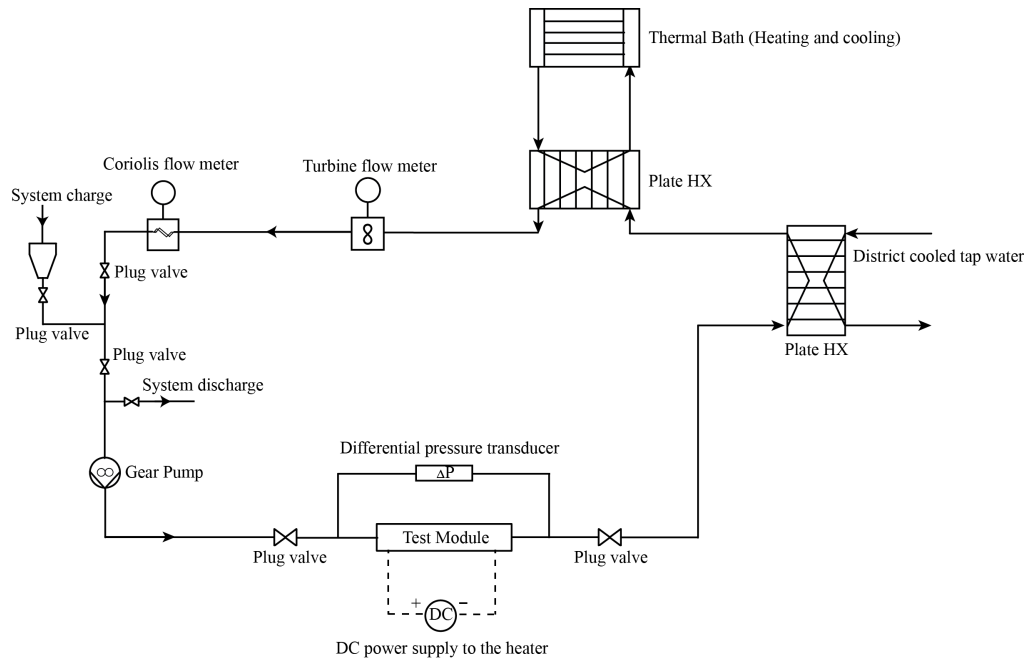 Thermal Bath (Heating and cooling)
Coriolis flow meter
Turbine flow meter
Plate HX
System charge
District cooled tap water
Plug valve
Plug valve
Plate HX
Plug valve
System discharge
Differential pressure transducer
ΔP
Gear Pump
Test Module
Plug valve
Plug valve
+
−
DC
DC power supply to the heater